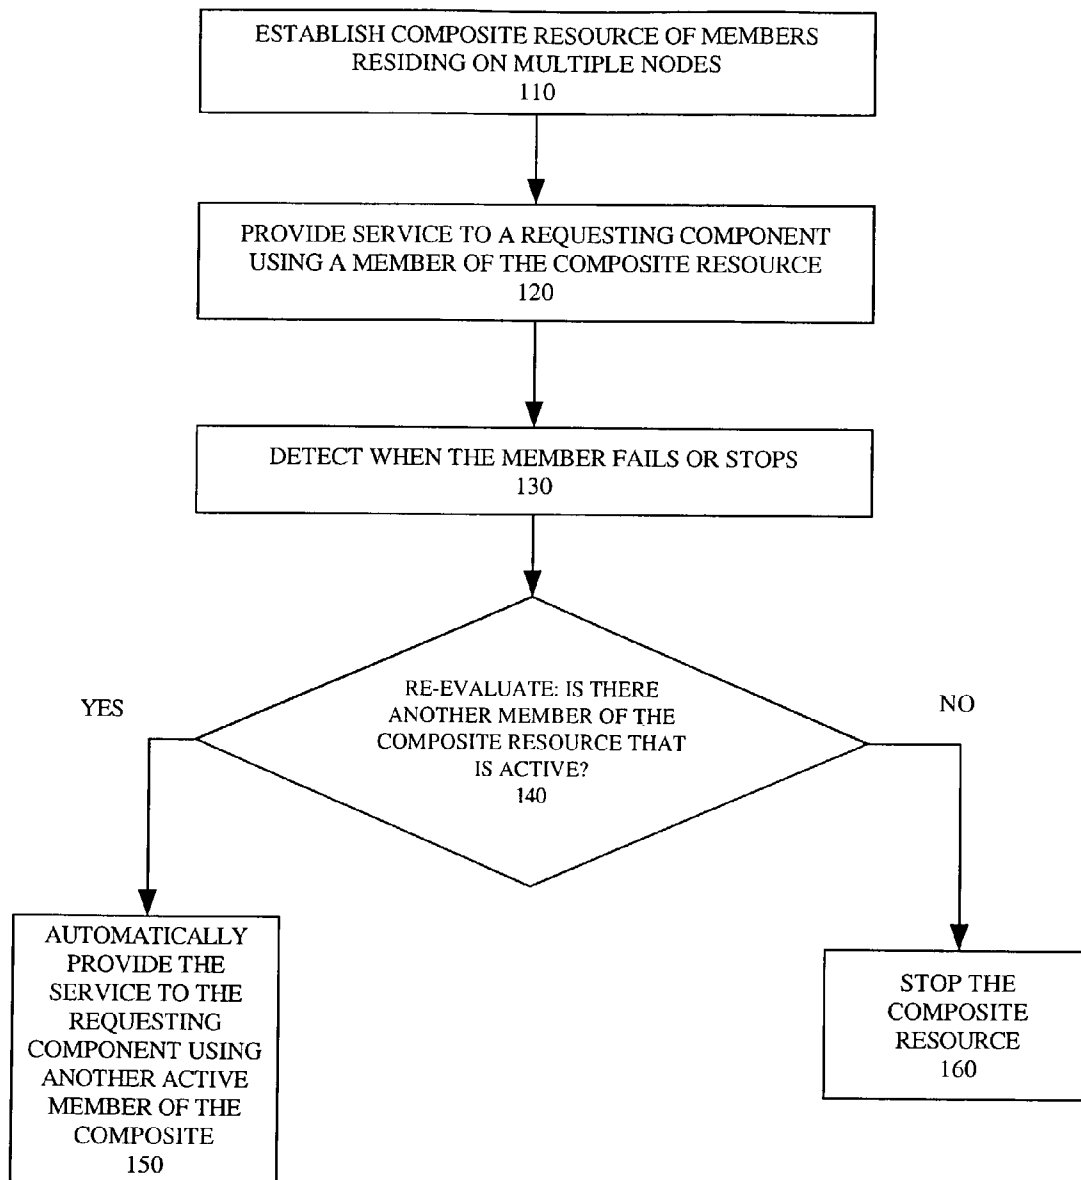 ESTABLISH COMPOSITE RESOURCE OF MEMBERS
RESIDING ON MULTIPLE NODES
110
PROVIDE SERVICE TO A REQUESTING COMPONENT
USING A MEMBER OF THE COMPOSITE RESOURCE
120
DETECT WHEN THE MEMBER FAILS OR STOPS
130
RE-EVALUATE: IS THERE
ANOTHER MEMBER OF THE
COMPOSITE RESOURCE THAT
IS ACTIVE?
140
YES
NO
AUTOMATICALLY
PROVIDE THE
SERVICE TO THE
REQUESTING
COMPONENT USING
ANOTHER ACTIVE
MEMBER OF THE
COMPOSITE
150
STOP THE
COMPOSITE
RESOURCE
160